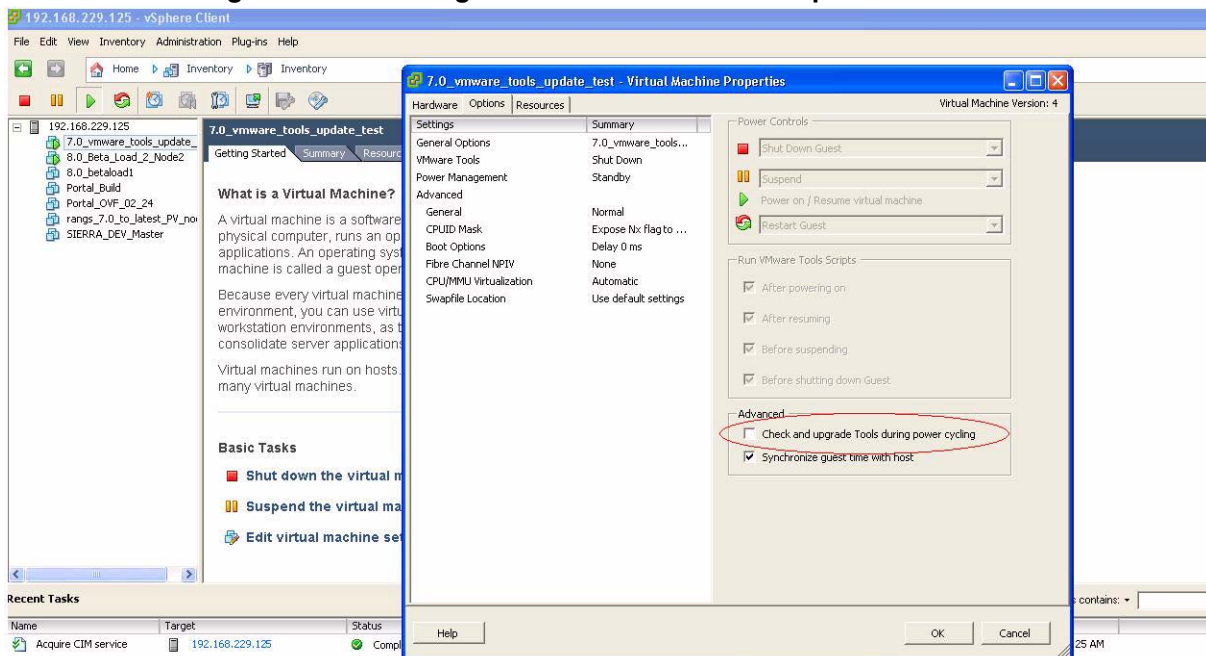 192.168.229.125 - vSphere Client
File Edit View Inventory Administration Plug-ins Help
Home Inventory Inventory
192.168.229.125
7.0_vmware_tools_update_
8.0_Beta_Load_2_Node2
8.0_betaload1
Portal_Build
Portal_OVF_02_24
rangs_7.0_to_latest_PV_no
SIERRA_DEV_Master
7.0_vmware_tools_update_test
Getting Started Summary Resourc
What is a Virtual Machine?
A virtual machine is a software
physical computer, runs an op
applications. An operating sys
machine is called a guest oper
Because every virtual machine
environment, you can use virtu
workstation environments, as t
consolidate server applications
Virtual machines run on hosts.
many virtual machines.
Basic Tasks
Shut down the virtual m
Suspend the virtual ma
Edit virtual machine set
7.0_vmware_tools_update_test - Virtual Machine Properties
Hardware Options Resources Virtual Machine Version: 4
Settings Summary
General Options 7.0_vmware_tools...
VMware Tools Shut Down
Power Management Standby
Advanced
General Normal
CPUID Mask Expose Nx flag to ...
Boot Options Delay 0 ms
Fibre Channel NPIV None
CPU/MMU Virtualization Automatic
Swapfile Location Use default settings
Power Controls
Shut Down Guest
Suspend
Power on / Resume virtual machine
Restart Guest
Run VMware Tools Scripts
After powering on
After resuming
Before suspending
Before shutting down Guest
Advanced
Check and upgrade Tools during power cycling
Synchronize guest time with host
Help OK Cancel
Recent Tasks
s contains:
Name Target Status
Acquire CIM service 192.168.229.125 Compl
25 AM